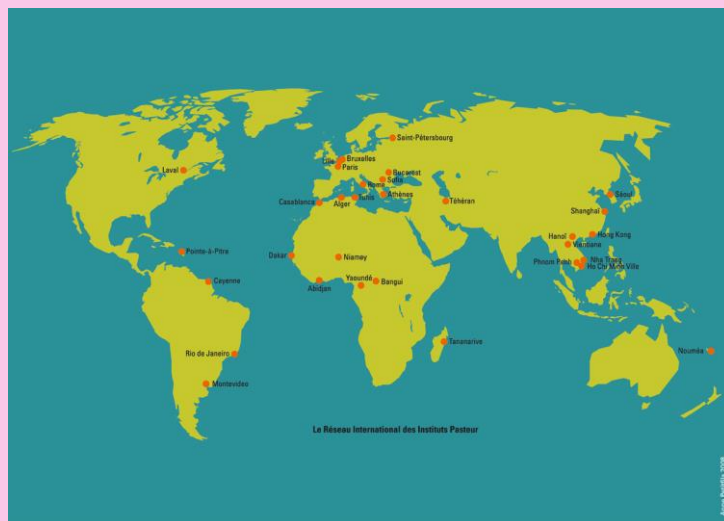 Saint-Pétersbourg
Bruxelles
Lille
Paris
Laval
Bucarest
Sofia
Rome
Athènes
Séoul
Casablanca
Alger
Tunis
Téhéran
Shanghaï
Hong Kong
Hanoï
Vientiane
Pointe-à-Pitre
Dakar
Niamey
Nha Trang
Phnom Penh
Ho Chi Minh Ville
Cayenne
Abidjan
Yaoundé
Bangui
Tananarive
Nouméa
Rio de Janeiro
Montevideo
Le Réseau International des Instituts Pasteur